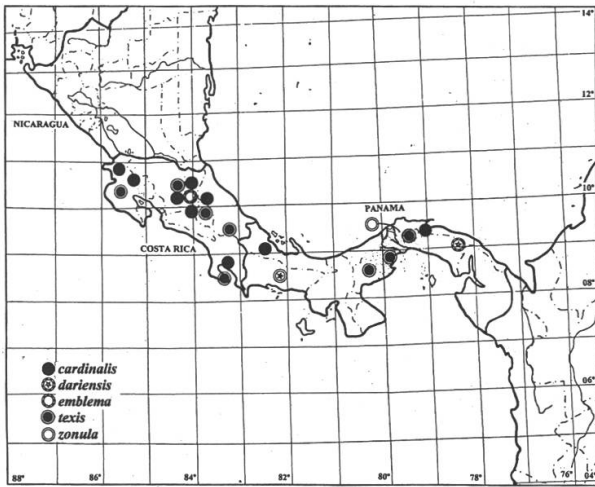 14°
12°
NICARAGUA
10°
PANAMA
COSTA RICA
08°
cardinalis
dariensis
emblema
texis
zonula
06°
88° 86° 84° 82° 80° 78° 76° 04°